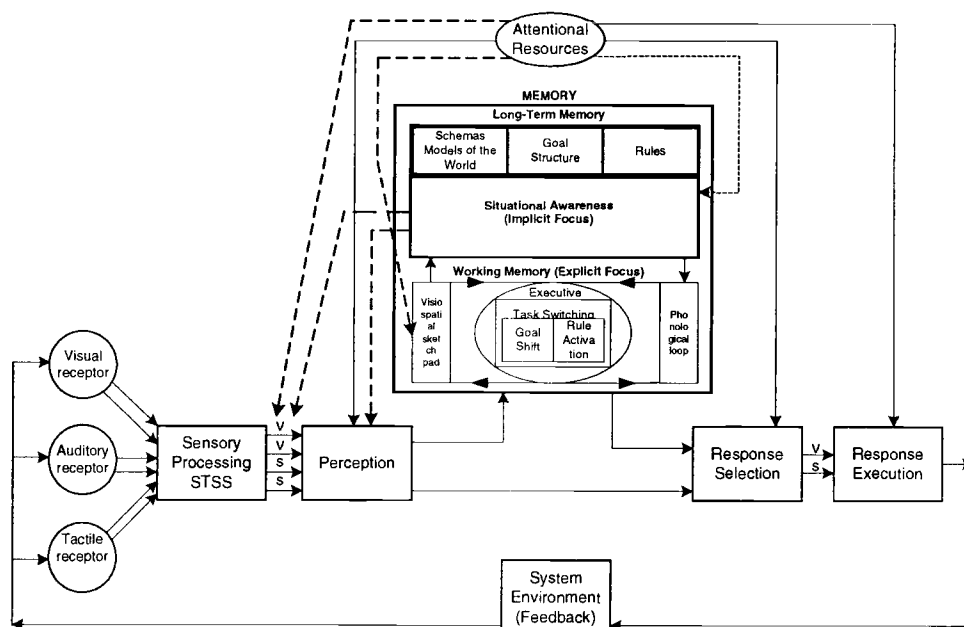 Attentional
Resources
MEMORY
Long-Term Memory
Schemas
Models of the
World
Goal
Structure
Rules
Situational Awareness
(Implicit Focus)
Working Memory (Explicit Focus)
Visio
spati
al
sket
ch
pad
Executive
Task Switching
Goal
Shift
Rule
Activa
tion
Pho
nolo
gical
loop
Visual
receptor
Auditory
receptor
Tactile
receptor
Sensory
Processing
STSS
V
V
S
S
Perception
Response
Selection
V
S
Response
Execution
System
Environment
(Feedback)